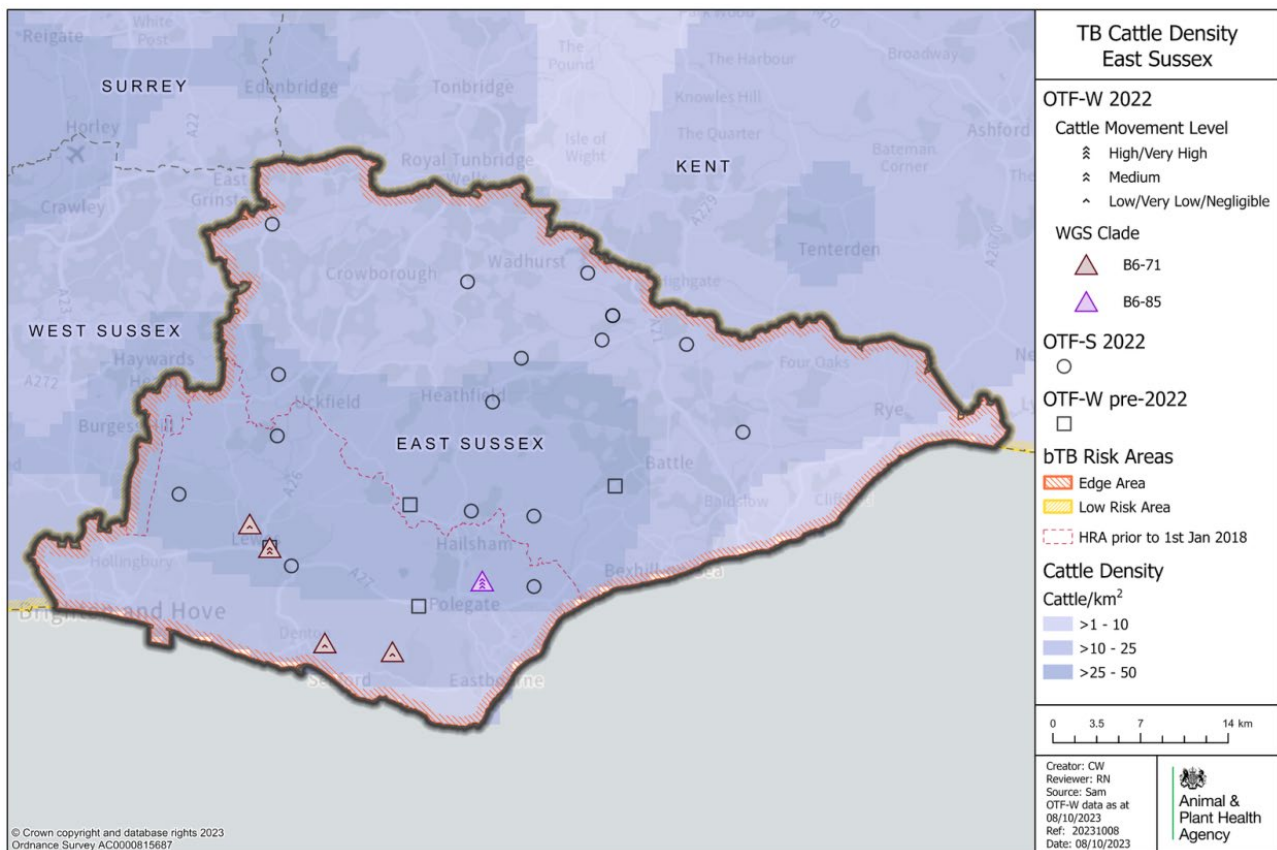 Reigate
White
Post
Edenbridge
Tonbridge
The
Pound
The Harbour
Broadway
A20
SURREY
Knowles Hill
A22
Horley
The Quarter
Isle of
Wight
Bateman
Corner
Ashford
KENT
Royal Tunbridge
Wells
East
Grinstead
Crawley
A229
Tenterden
A2070
Crowborough
Wadhurst
Highgate
A23
WEST SUSSEX
A21
Haywards
Four Oaks
A272
Heathfield
Uckfield
Rye
Burgess Hill
EAST SUSSEX
Battle
A26
Baldslow
Lewes
Hailsham
Hollingbury
Bexhill-on-Sea
A27
Polegate
Brighton and Hove
Denton
Seaford
Eastbourne
© Crown copyright and database rights 2023
Ordnance Survey AC0000815687
TB Cattle Density
East Sussex
OTF-W 2022
Cattle Movement Level
High/Very High
Medium
Low/Very Low/Negligible
WGS Clade
B6-71
B6-85
OTF-S 2022
OTF-W pre-2022
bTB Risk Areas
Edge Area
Low Risk Area
HRA prior to 1st Jan 2018
Cattle Density
Cattle/km²
>1 - 10
>10 - 25
>25 - 50
0 3.5 7 14 km
Creator: CW
Reviewer: RN
Source: Sam
OTF-W data as at
08/10/2023
Ref: 20231008
Date: 08/10/2023
Animal &
Plant Health
Agency